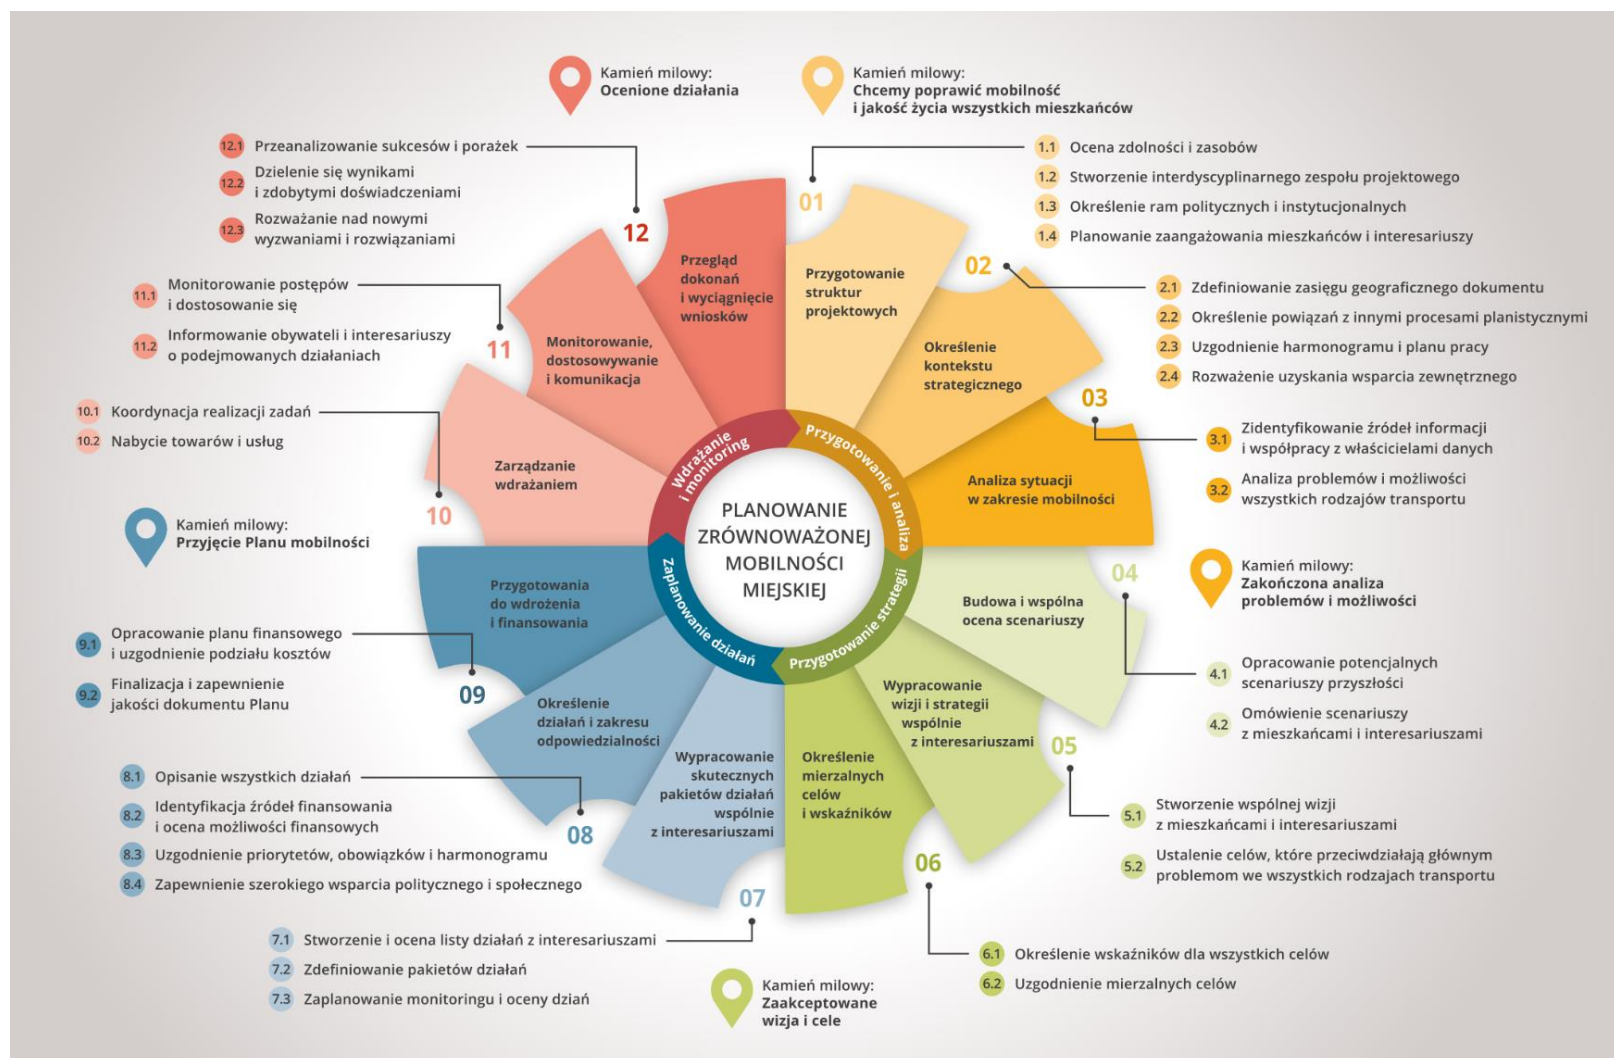 Kamień milowy:
Ocenione działania
Kamień milowy:
Chcemy poprawić mobilność
i jakość życia wszystkich mieszkańców
12.1 Przeanalizowanie sukcesów i porażek
12.2 Dzielenie się wynikami
i zdobytymi doświadczeniami
12.3 Rozważanie nad nowymi
wyzwaniami i rozwiązaniami
1.1 Ocena zdolności i zasobów
1.2 Stworzenie interdyscyplinarnego zespołu projektowego
1.3 Określenie ram politycznych i instytucjonalnych
1.4 Planowanie zaangażowania mieszkańców i interesariuszy
01
Przygotowanie
struktur
projektowych
02
Określenie
kontekstu
strategicznego
2.1 Zdefiniowanie zasięgu geograficznego dokumentu
2.2 Określenie powiązań z innymi procesami planistycznymi
2.3 Uzgodnienie harmonogramu i planu pracy
2.4 Rozważenie uzyskania wsparcia zewnętrznego
03
Analiza sytuacji
w zakresie mobilności
3.1 Zidentyfikowanie źródeł informacji
i współpracy z właścicielami danych
3.2 Analiza problemów i możliwości
wszystkich rodzajów transportu
Kamień milowy:
Zakończona analiza
problemów i możliwości
04
Budowa i wspólna
ocena scenariuszy
4.1 Opracowanie potencjalnych
scenariuszy przyszłości
4.2 Omówienie scenariuszy
z mieszkańcami i interesariuszami
05
Wypracowanie
wizji i strategii
wspólnie
z interesariuszami
5.1 Stworzenie wspólnej wizji
z mieszkańcami i interesariuszami
5.2 Ustalenie celów, które przeciwdziałają głównym
problemom we wszystkich rodzajach transportu
06
Określenie
mierzalnych
celów
i wskaźników
6.1 Określenie wskaźników dla wszystkich celów
6.2 Uzgodnienie mierzalnych celów
Kamień milowy:
Zaakceptowane
wizja i cele
07
Wypracowanie
skutecznych
pakietów działań
wspólnie
z interesariuszami
7.1 Stworzenie i ocena listy działań z interesariuszami
7.2 Zdefiniowanie pakietów działań
7.3 Zaplanowanie monitoringu i oceny dziań
08
Określenie
działań i zakresu
odpowiedzialności
8.1 Opisanie wszystkich działań
8.2 Identyfikacja źródeł finansowania
i ocena możliwości finansowych
8.3 Uzgodnienie priorytetów, obowiązków i harmonogramu
8.4 Zapewnienie szerokiego wsparcia politycznego i społecznego
09
Przygotowania
do wdrożenia
i finansowania
9.1 Opracowanie planu finansowego
i uzgodnienie podziału kosztów
9.2 Finalizacja i zapewnienie
jakości dokumentu Planu
Kamień milowy:
Przyjęcie Planu mobilności
10
Zarządzanie
wdrażaniem
10.1 Koordynacja realizacji zadań
10.2 Nabycie towarów i usług
11
Monitorowanie,
dostosowywanie
i komunikacja
11.1 Monitorowanie postępów
i dostosowanie się
11.2 Informowanie obywateli i interesariuszy
o podejmowanych działaniach
12
Przegląd
dokonań
i wyciągnięcie
wniosków
Przygotowanie i analiza
Przygotowanie strategii
Zaplanowanie działań
Wdrażanie
i monitoring
PLANOWANIE
ZRÓWNOWAŻONEJ
MOBILNOŚCI
MIEJSKIEJ